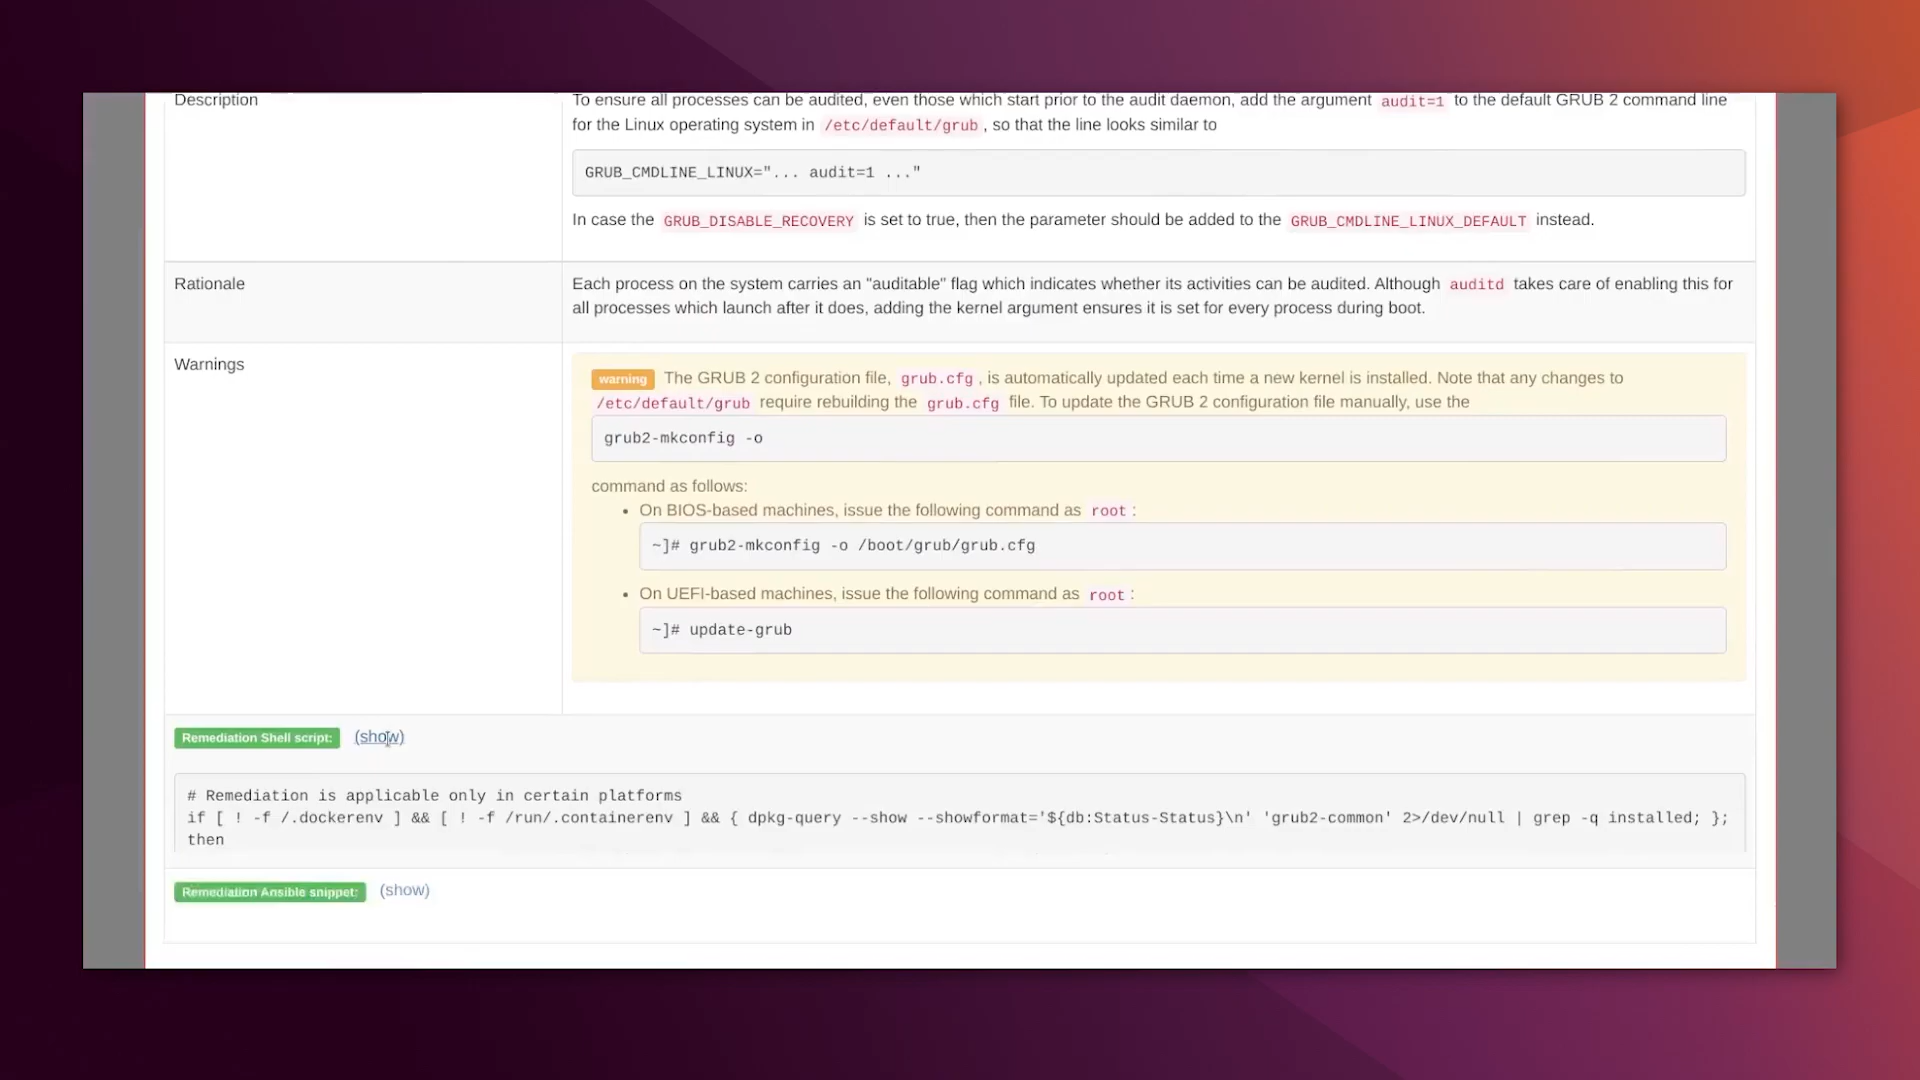 Description
To ensure all processes can be audited, even those which start prior to the audit daemon, add the argument audit=1 to the default GRUB 2 command line
for the Linux operating system in /etc/default/grub , so that the line looks similar to
GRUB_CMDLINE_LINUX="... audit=1 ..."
In case the GRUB_DISABLE_RECOVERY is set to true, then the parameter should be added to the GRUB_CMDLINE_LINUX_DEFAULT instead.
Rationale
Each process on the system carries an "auditable" flag which indicates whether its activities can be audited. Although auditd takes care of enabling this for
all processes which launch after it does, adding the kernel argument ensures it is set for every process during boot.
Warnings
warning The GRUB 2 configuration file, grub.cfg , is automatically updated each time a new kernel is installed. Note that any changes to
/etc/default/grub require rebuilding the grub.cfg file. To update the GRUB 2 configuration file manually, use the
grub2-mkconfig -o
command as follows:
• On BIOS-based machines, issue the following command as root :
~]# grub2-mkconfig -o /boot/grub/grub.cfg
• On UEFI-based machines, issue the following command as root :
~]# update-grub
Remediation Shell script: (show)
# Remediation is applicable only in certain platforms
if [ ! -f /.dockerenv ] && [ ! -f /run/.containerenv ] && { dpkg-query --show --showformat='${db:Status-Status}\n' 'grub2-common' 2>/dev/null | grep -q installed; };
then
Remediation Ansible snippet: (show)